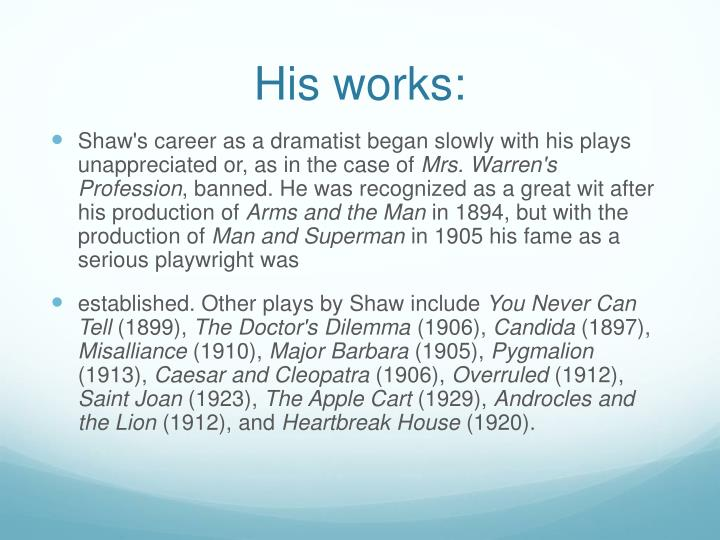 His works:
Shaw's career as a dramatist began slowly with his plays
unappreciated or, as in the case of Mrs. Warren's
Profession, banned. He was recognized as a great wit after
his production of Arms and the Man in 1894, but with the
production of Man and Superman in 1905 his fame as a
serious playwright was
established. Other plays by Shaw include You Never Can
Tell (1899), The Doctor's Dilemma (1906), Candida (1897),
Misalliance (1910), Major Barbara (1905), Pygmalion
(1913), Caesar and Cleopatra (1906), Overruled (1912),
Saint Joan (1923), The Apple Cart (1929), Androcles and
the Lion (1912), and Heartbreak House (1920).